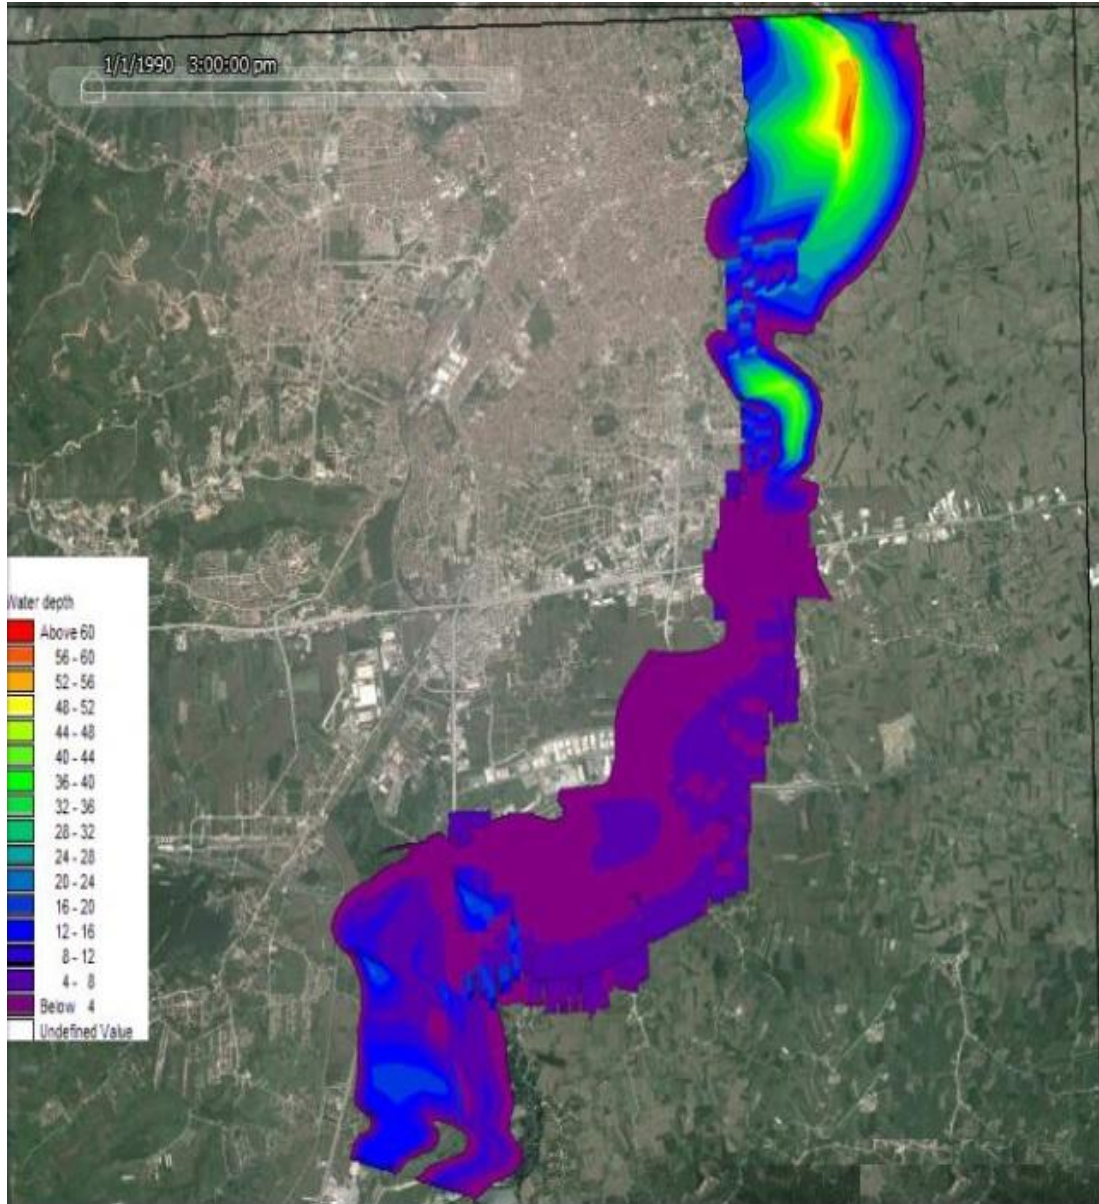 1/1/1990 3:00:00 pm
Water depth
Above 60
56 - 60
52 - 56
48 - 52
44 - 48
40 - 44
36 - 40
32 - 36
28 - 32
24 - 28
20 - 24
16 - 20
12 - 16
8 - 12
4 - 8
Below 4
Undefined Value